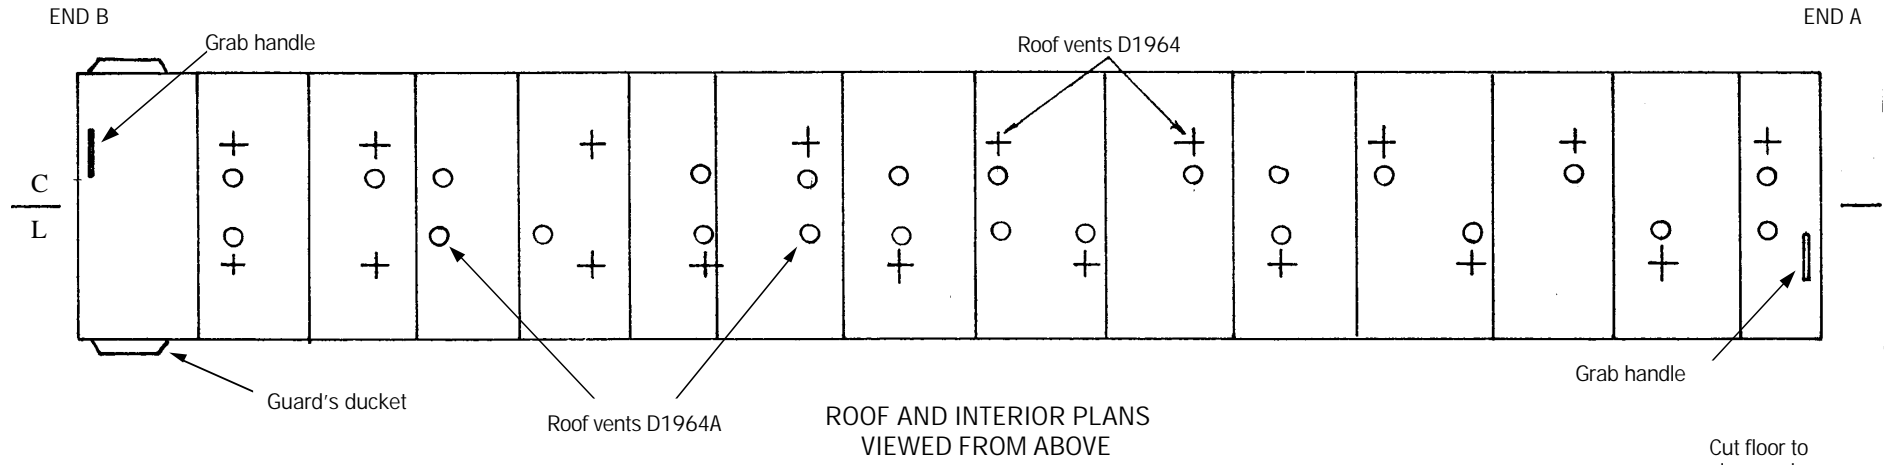 END B
END A
Grab handle
Roof vents D1964
C
L
Grab handle
Guard's ducket
Roof vents D1964A
ROOF AND INTERIOR PLANS
VIEWED FROM ABOVE
Cut floor to